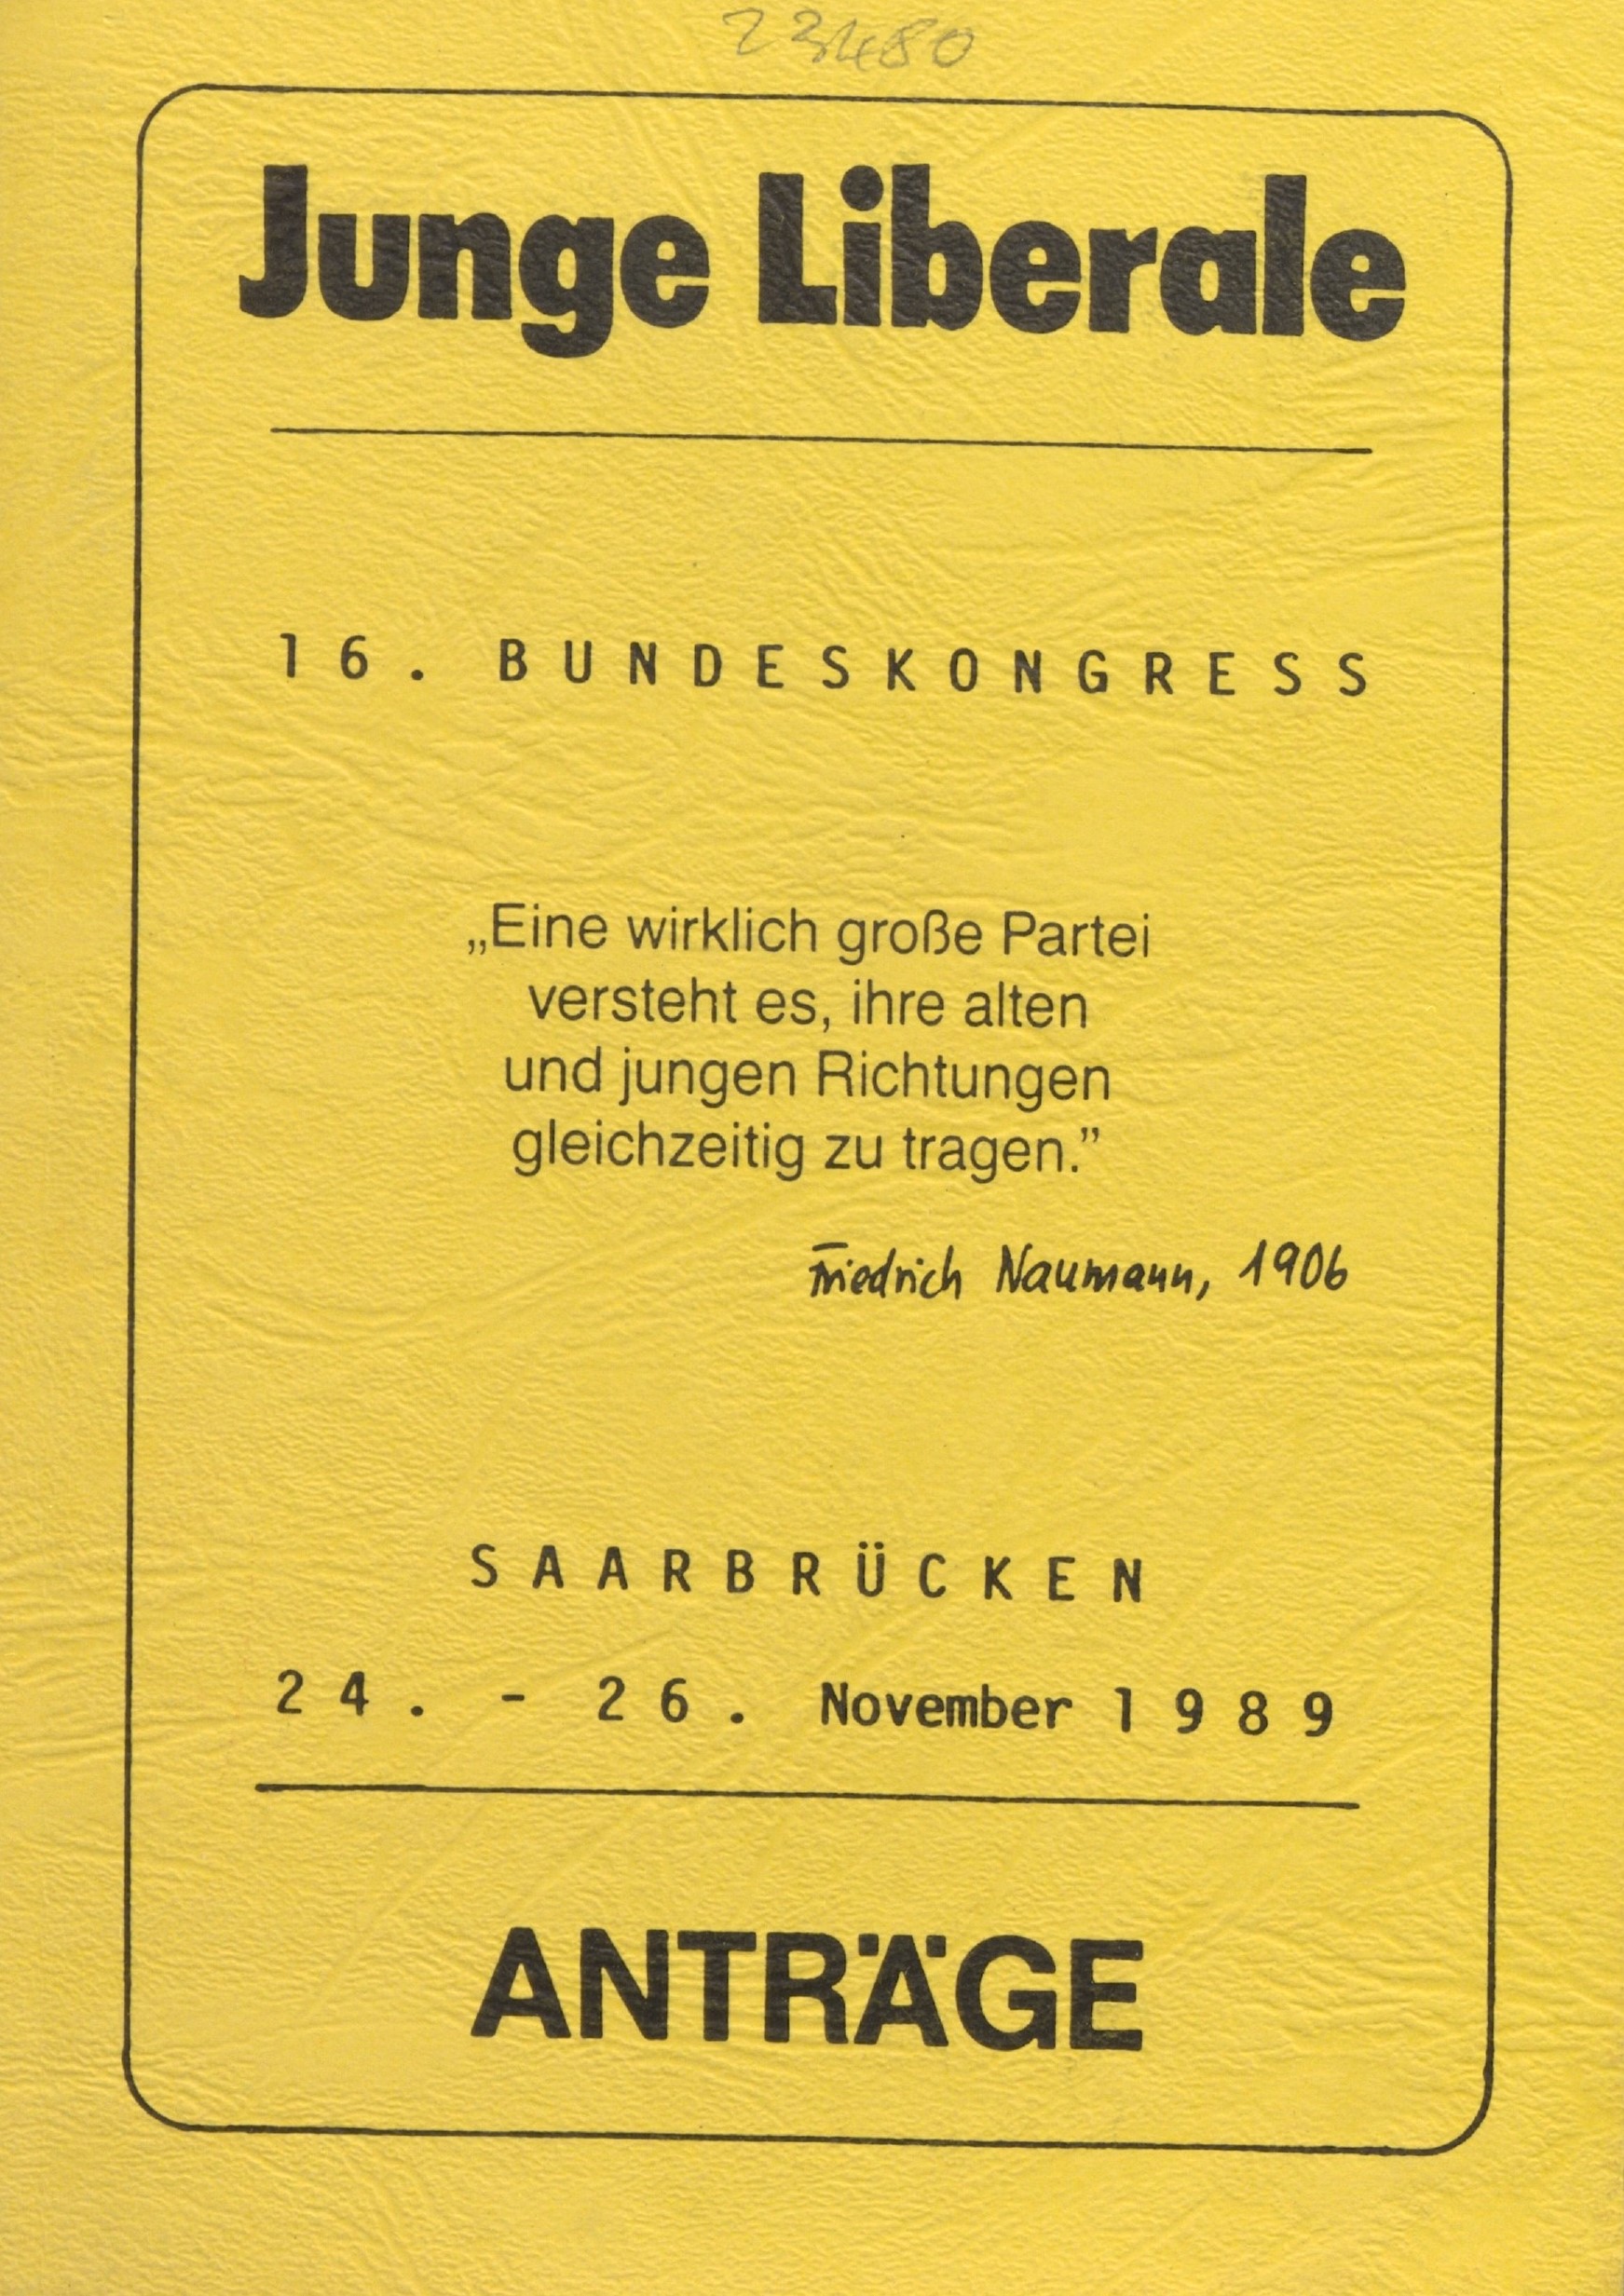 23480
Junge Liberale
16. BUNDESKONGRESS
„Eine wirklich große Partei
versteht es, ihre alten
und jungen Richtungen
gleichzeitig zu tragen.”
Friedrich Naumann, 1906
SAARBRÜCKEN
24. - 26. November 1989
ANTRÄGE